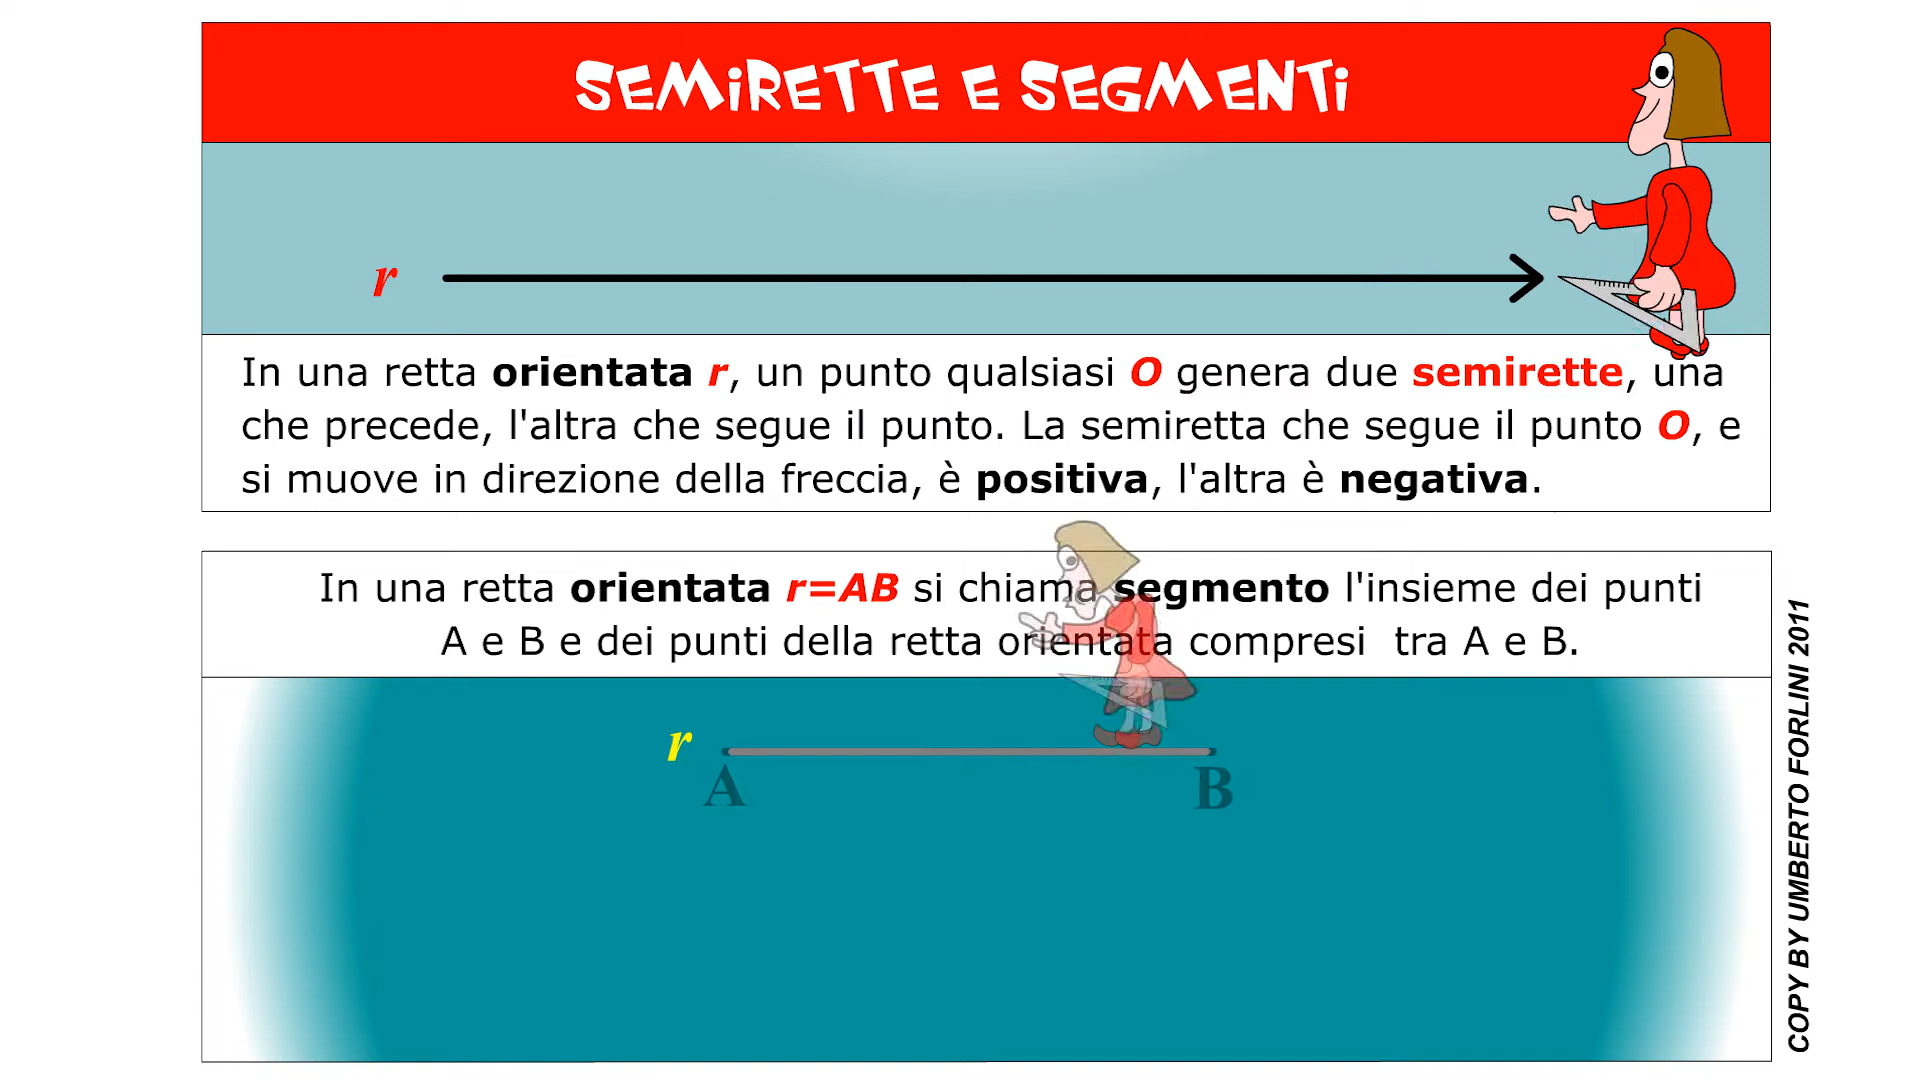 SEMIRETTE E SEGMENTI
r
In una retta orientata r, un punto qualsiasi O genera due semirette, una
che precede, l'altra che segue il punto. La semiretta che segue il punto O, e
si muove in direzione della freccia, è positiva, l'altra è negativa.
In una retta orientata r=AB si chiama segmento l'insieme dei punti
A e B e dei punti della retta orientata compresi tra A e B.
r
A B
COPY BY UMBERTO FORLINI 2011